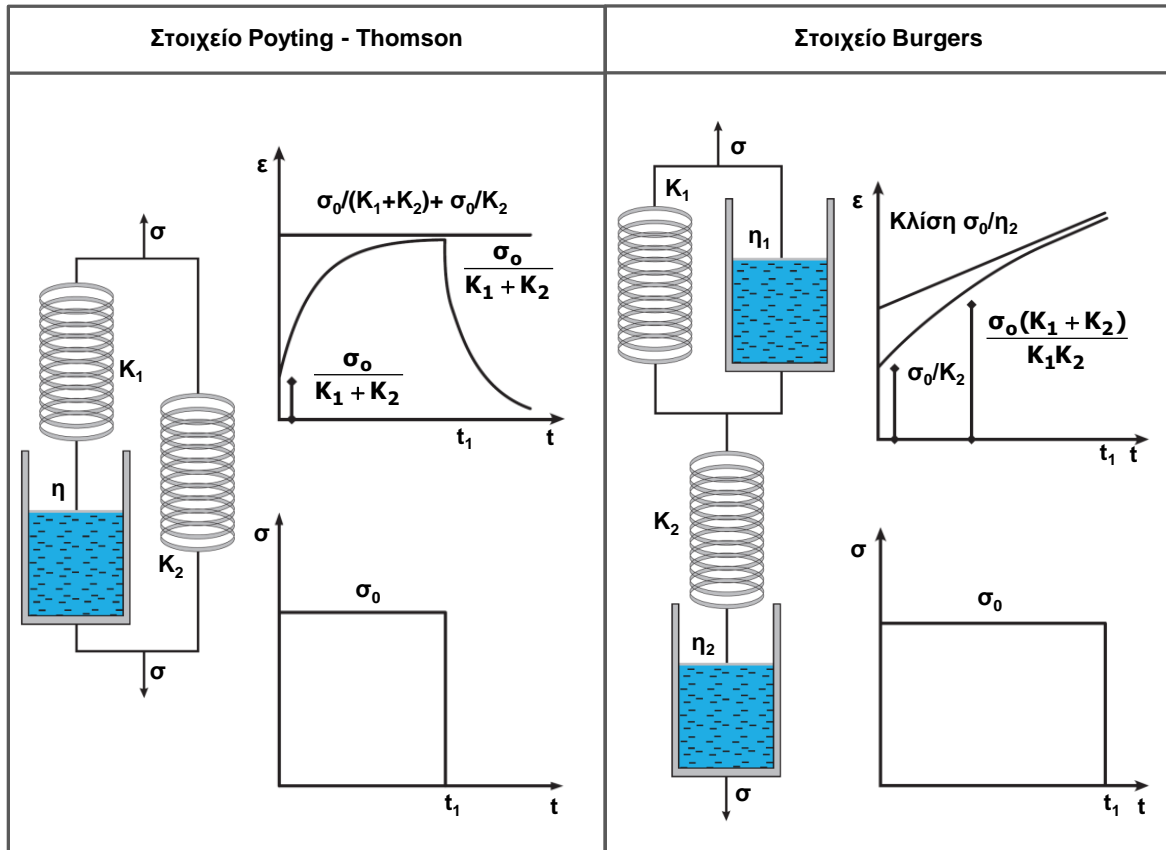 Στοιχείο Poyting - Thomson
σ
K₁
η
K₂
σ
ε
σ₀/(K₁+K₂)+ σ₀/K₂
σₒ / K₁ + K₂
σₒ / K₁ + K₂
t₁ t
σ
σ₀
t₁ t
Στοιχείο Burgers
σ
K₁
η₁
K₂
η₂
σ
ε
Κλίση σ₀/η₂
σₒ(K₁ + K₂) / K₁K₂
σ₀/K₂
t₁ t
σ
σ₀
t₁ t